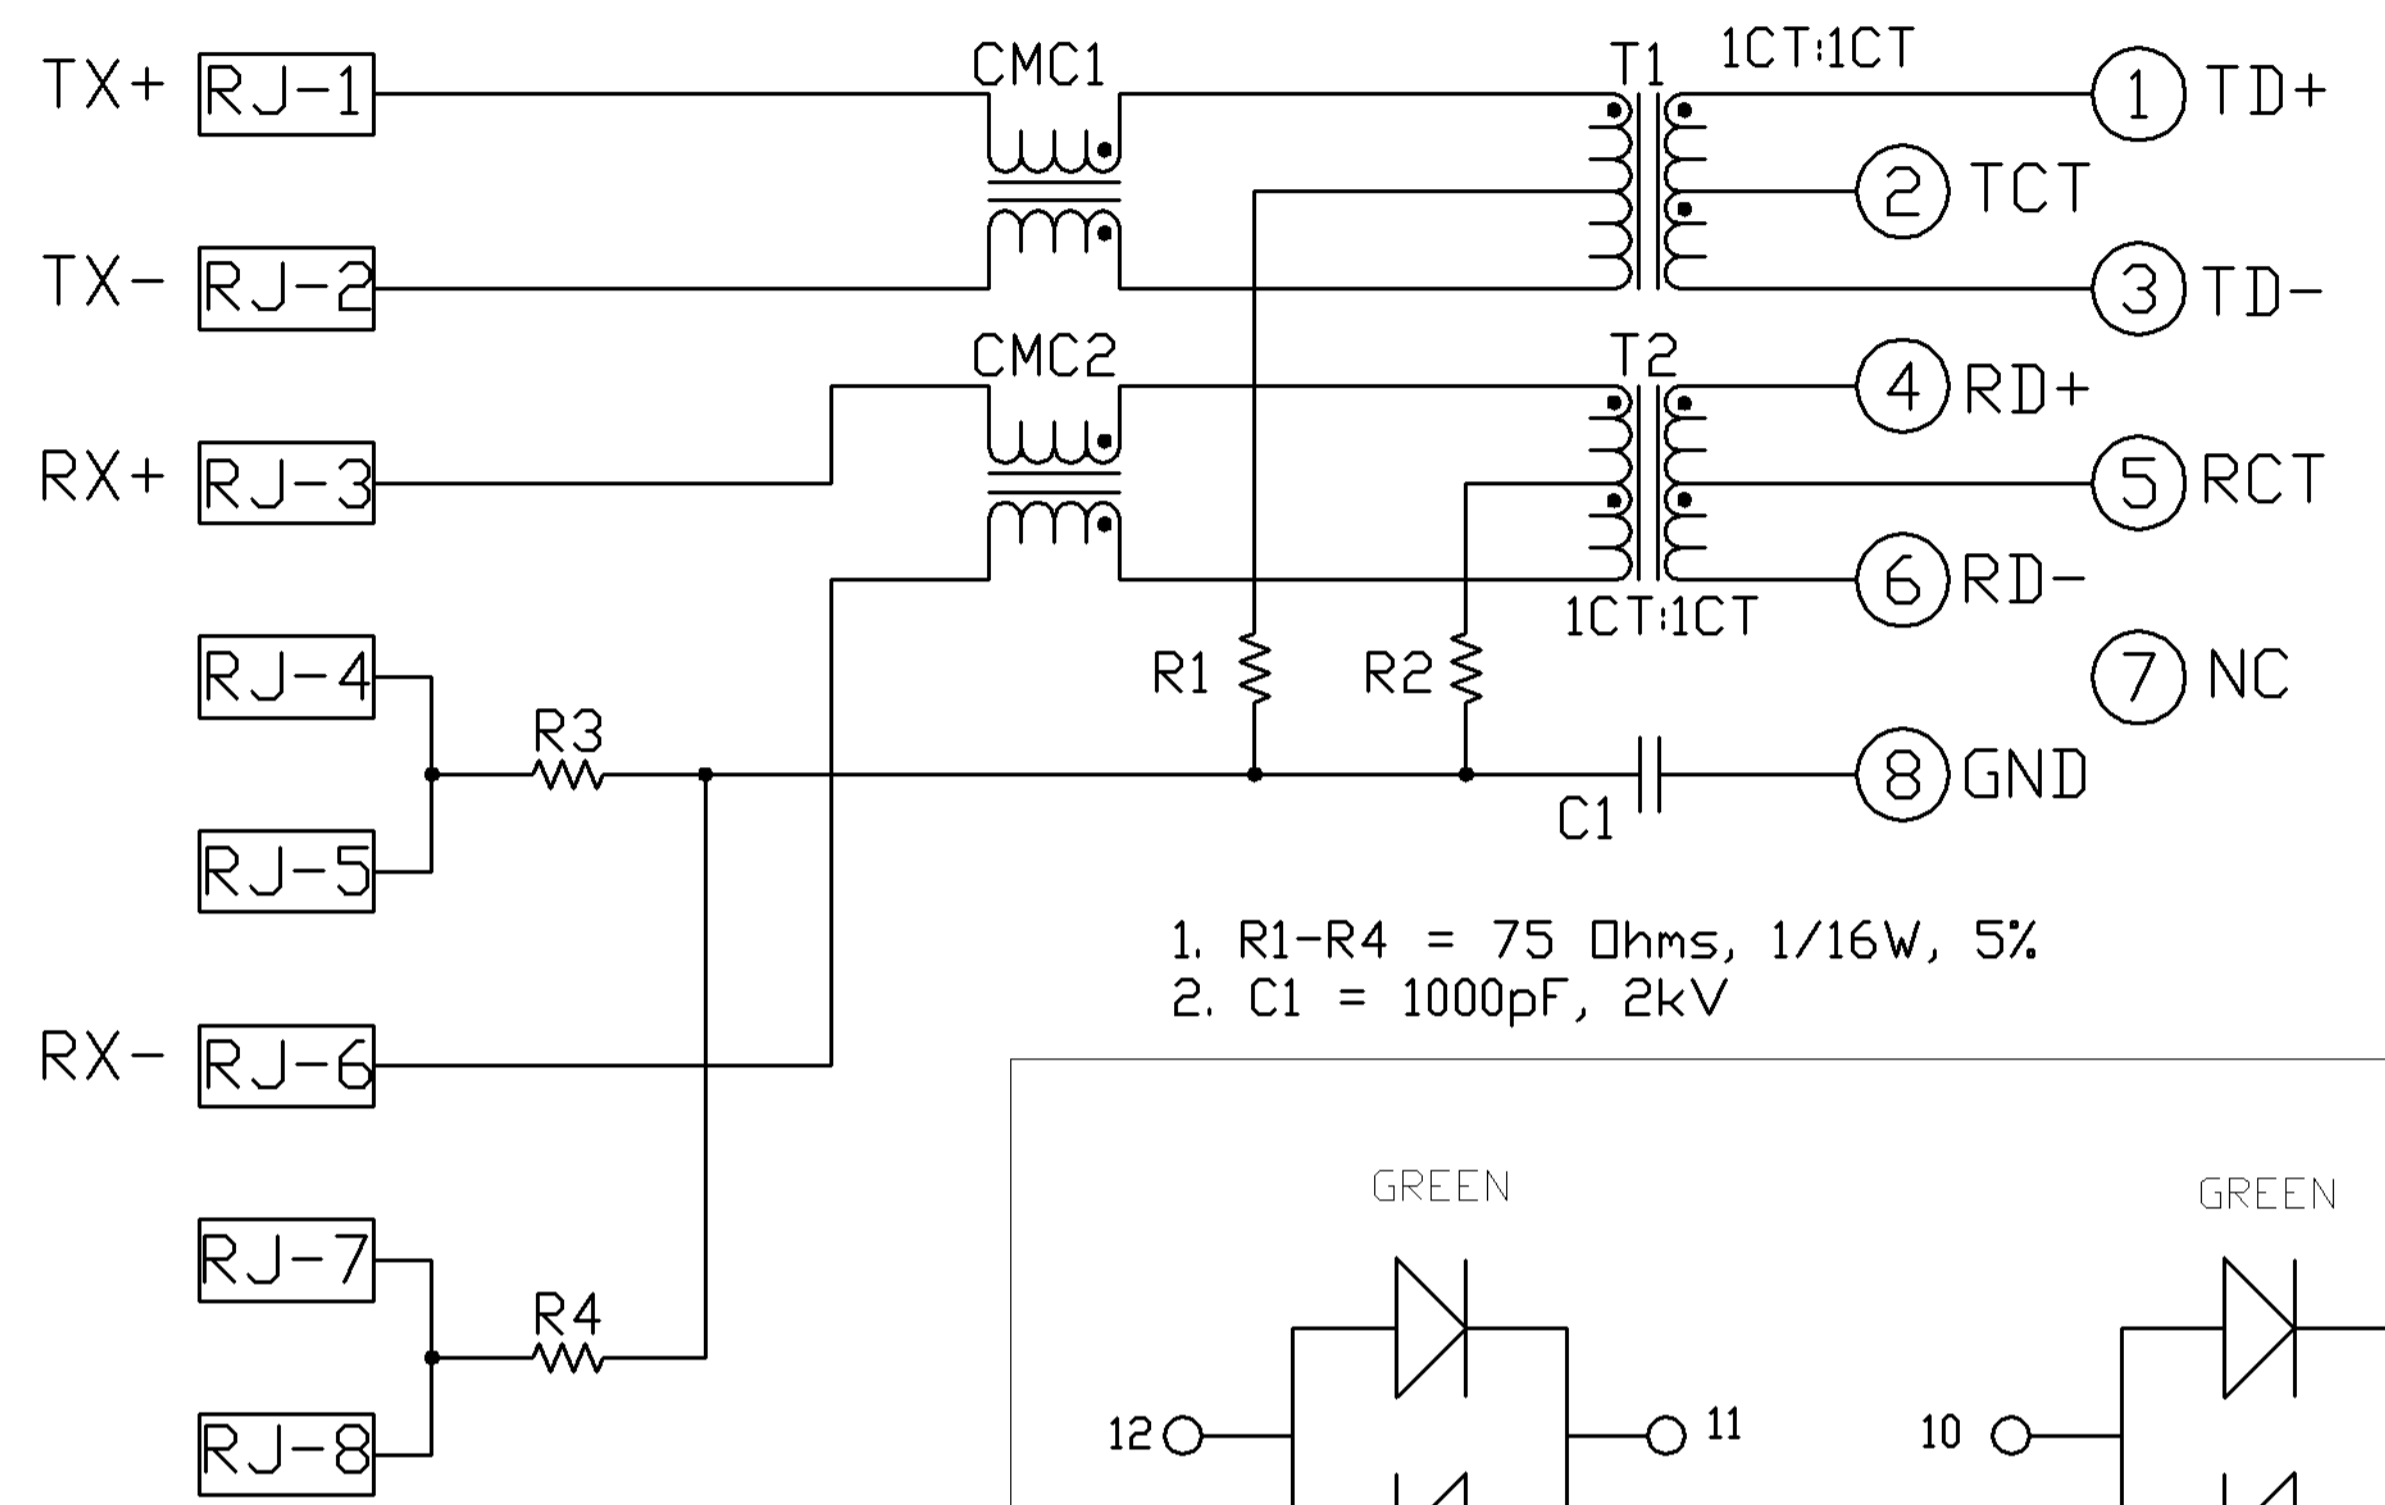 TX+ RJ-1 CMC1 T1 1CT:1CT 1 TD+
2 TCT
TX- RJ-2 3 TD-
CMC2 T2 4 RD+
RX+ RJ-3 5 RCT
6 RD-
1CT:1CT
RJ-4 R1 R2 7 NC
R3
8 GND
C1
RJ-5
1. R1-R4 = 75 Ohms, 1/16W, 5%
2. C1 = 1000pF, 2kV
RX- RJ-6
GREEN GREEN
RJ-7
R4
12 11 10
RJ-8